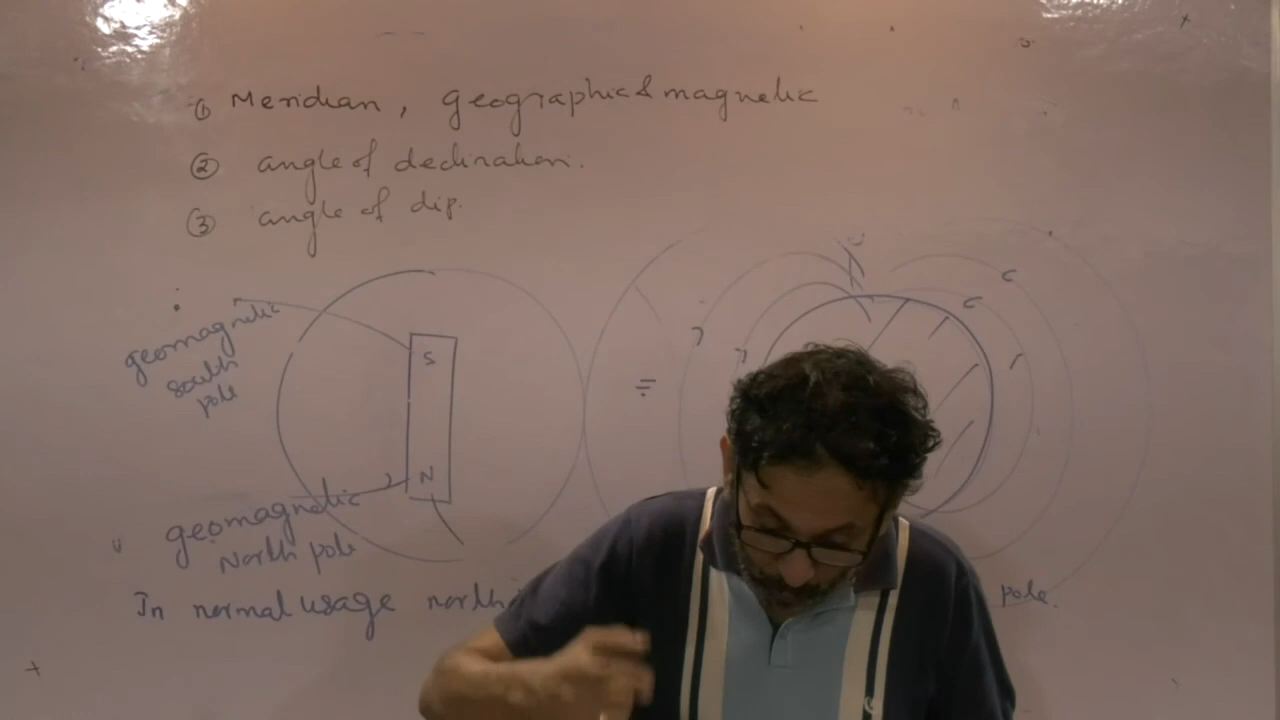 ① Meridian, geographic & magnetic
② angle of declination.
③ angle of dip.
geomagnetic
south
pole
S
N
geomagnetic
North pole
In normal usage north
pole.